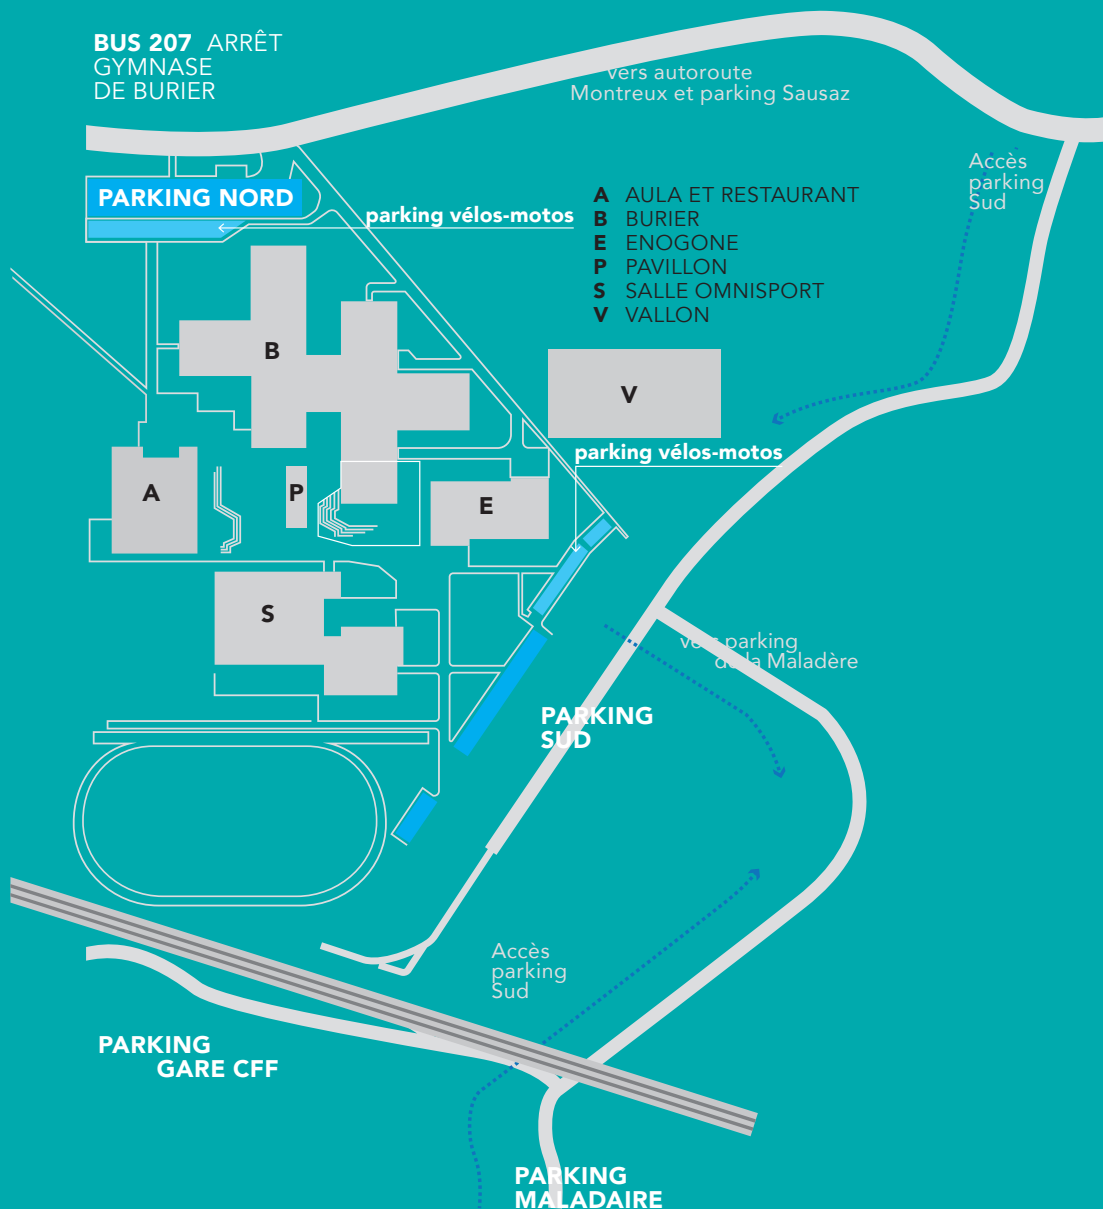 BUS 207 ARRÊT
GYMNASE
DE BURIER
vers autoroute
Montreux et parking Sausaz
Accès
parking
Sud
PARKING NORD
parking vélos-motos
A AULA ET RESTAURANT
B BURIER
E ENOGONE
P PAVILLON
S SALLE OMNISPORT
V VALLON
B
V
parking vélos-motos
A
P
E
S
vers parking
de la Maladère
PARKING
SUD
Accès
parking
Sud
PARKING
GARE CFF
PARKING
MALADAIRE